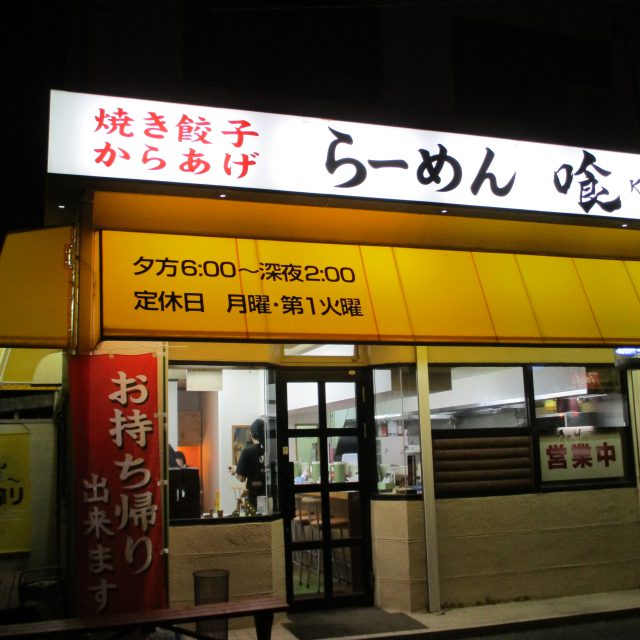 焼き餃子
からあげ
らーめん 喰 K
夕方6:00～深夜2:00
定休日 月曜・第1火曜
お持ち帰り
出来ます
営業中